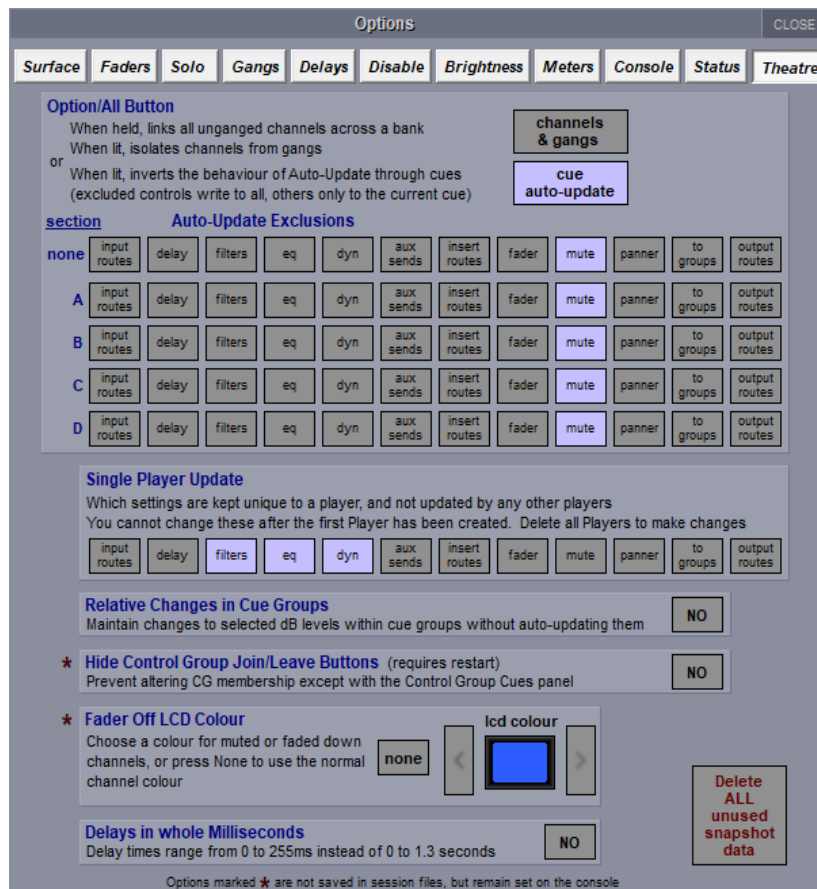 Options
CLOSE
Surface Faders Solo Gangs Delays Disable Brightness Meters Console Status Theatre
Option/All Button
When held, links all unganged channels across a bank
When lit, isolates channels from gangs
or
When lit, inverts the behaviour of Auto-Update through cues
(excluded controls write to all, others only to the current cue)
channels
& gangs
cue
auto-update
section Auto-Update Exclusions
none input routes delay filters eq dyn aux sends insert routes fader mute panner to groups output routes
A input routes delay filters eq dyn aux sends insert routes fader mute panner to groups output routes
B input routes delay filters eq dyn aux sends insert routes fader mute panner to groups output routes
C input routes delay filters eq dyn aux sends insert routes fader mute panner to groups output routes
D input routes delay filters eq dyn aux sends insert routes fader mute panner to groups output routes
Single Player Update
Which settings are kept unique to a player, and not updated by any other players
You cannot change these after the first Player has been created. Delete all Players to make changes
input routes delay filters eq dyn aux sends insert routes fader mute panner to groups output routes
Relative Changes in Cue Groups
Maintain changes to selected dB levels within cue groups without auto-updating them
NO
* Hide Control Group Join/Leave Buttons (requires restart)
Prevent altering CG membership except with the Control Group Cues panel
NO
* Fader Off LCD Colour
Choose a colour for muted or faded down
channels, or press None to use the normal
channel colour
none
lcd colour
< >
Delays in whole Milliseconds
Delay times range from 0 to 255ms instead of 0 to 1.3 seconds
NO
Delete
ALL
unused
snapshot
data
Options marked * are not saved in session files, but remain set on the console